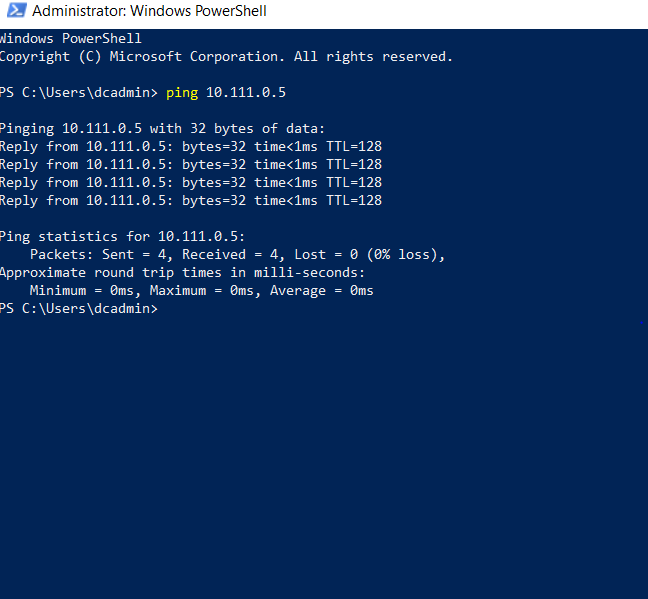 Administrator: Windows PowerShell
Windows PowerShell
Copyright (C) Microsoft Corporation. All rights reserved.
PS C:\Users\dcadmin> ping 10.111.0.5
Pinging 10.111.0.5 with 32 bytes of data:
Reply from 10.111.0.5: bytes=32 time<1ms TTL=128
Reply from 10.111.0.5: bytes=32 time<1ms TTL=128
Reply from 10.111.0.5: bytes=32 time<1ms TTL=128
Reply from 10.111.0.5: bytes=32 time<1ms TTL=128
Ping statistics for 10.111.0.5:
    Packets: Sent = 4, Received = 4, Lost = 0 (0% loss),
Approximate round trip times in milli-seconds:
    Minimum = 0ms, Maximum = 0ms, Average = 0ms
PS C:\Users\dcadmin>